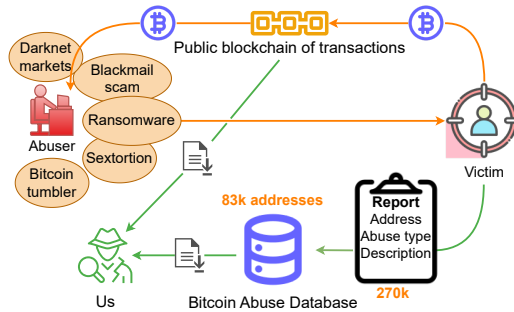 Darknet
markets
Public blockchain of transactions
Blackmail
scam
Ransomware
Abuser
Sextortion
Bitcoin
tumbler
Victim
83k addresses
Report
Address
Abuse type
Description
270k
Us
Bitcoin Abuse Database